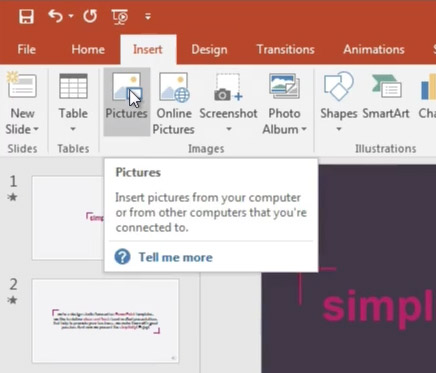 File Home Insert Design Transitions Animations
New Slide Table Pictures Online Pictures Screenshot Photo Album Shapes SmartArt
Slides Tables Images Illustrations
Pictures
Insert pictures from your computer
or from other computers that you're
connected to.
Tell me more
1
2
simpl